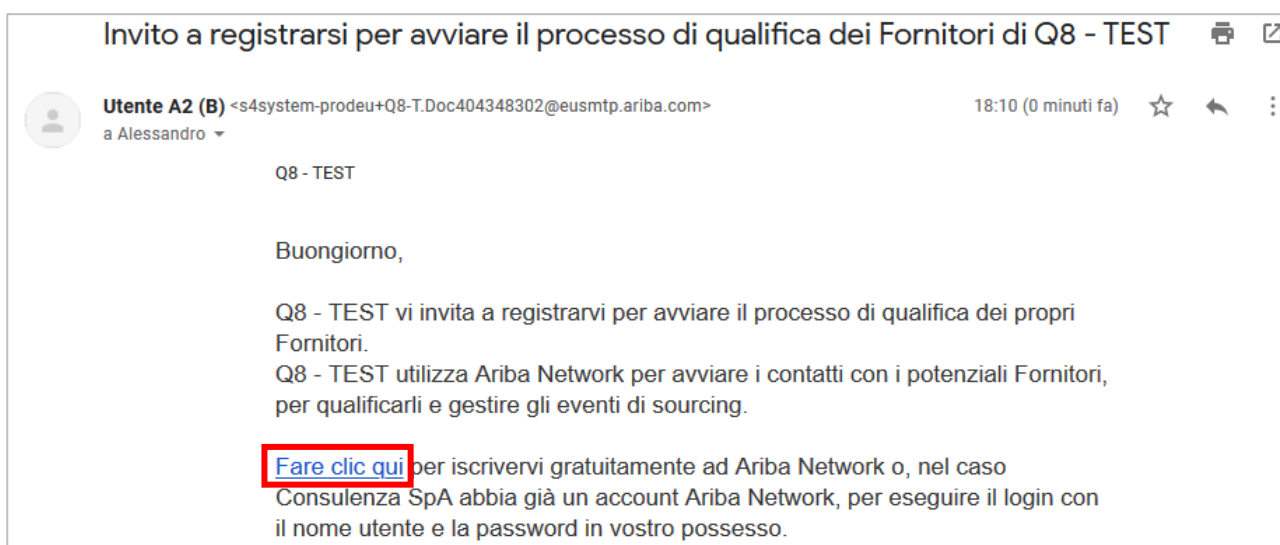 Invito a registrarsi per avviare il processo di qualifica dei Fornitori di Q8 - TEST
Utente A2 (B) <s4system-prodeu+Q8-T.Doc404348302@eusmtp.ariba.com>
18:10 (0 minuti fa)
a Alessandro
Q8 - TEST
Buongiorno,
Q8 - TEST vi invita a registrarvi per avviare il processo di qualifica dei propri
Fornitori.
Q8 - TEST utilizza Ariba Network per avviare i contatti con i potenziali Fornitori,
per qualificarli e gestire gli eventi di sourcing.
Fare clic qui per iscrivervi gratuitamente ad Ariba Network o, nel caso
Consulenza SpA abbia già un account Ariba Network, per eseguire il login con
il nome utente e la password in vostro possesso.